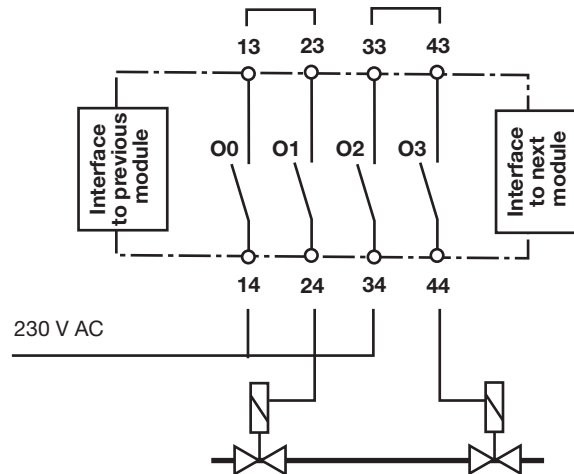 13 23 33 43
Interface
to previous
module
O0 O1 O2 O3
Interface
to next
module
14 24 34 44
230 V AC